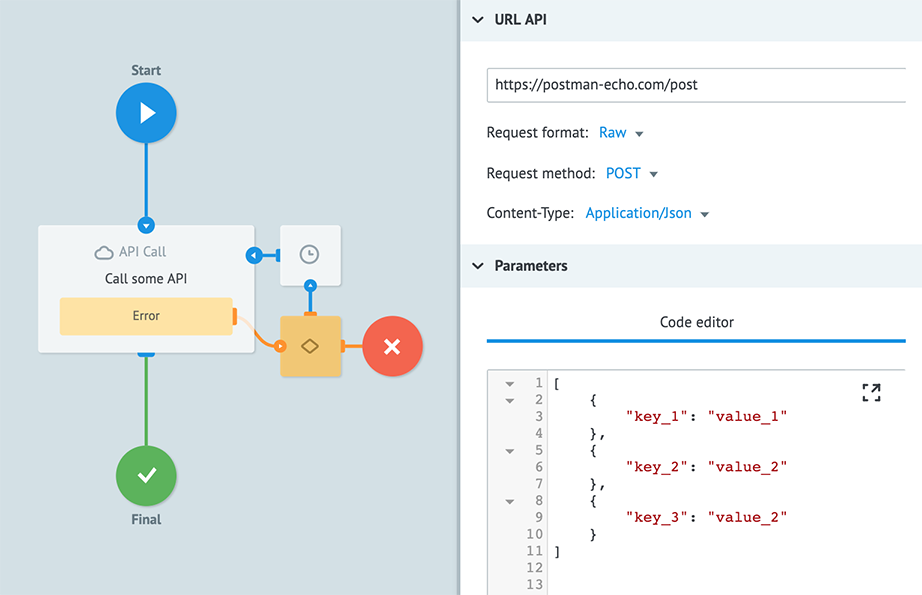 Start
API Call
Call some API
Error
Final
URL API
https://postman-echo.com/post
Request format: Raw
Request method: POST
Content-Type: Application/Json
Parameters
Code editor
1 [
2 {
3 "key_1": "value_1"
4 },
5 {
6 "key_2": "value_2"
7 },
8 {
9 "key_3": "value_2"
10 }
11 ]
12
13